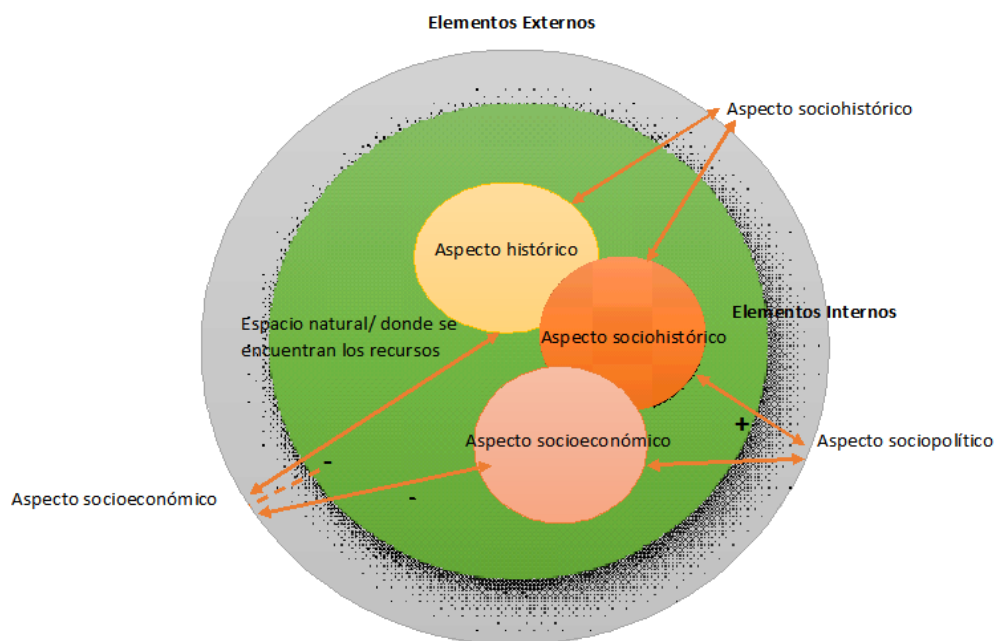 Elementos Externos
Aspecto sociohistórico
Aspecto histórico
Elementos Internos
Espacio natural/ donde se
encuentran los recursos
Aspecto sociohistórico
+
Aspecto socioeconómico
Aspecto sociopolítico
-
Aspecto socioeconómico
-